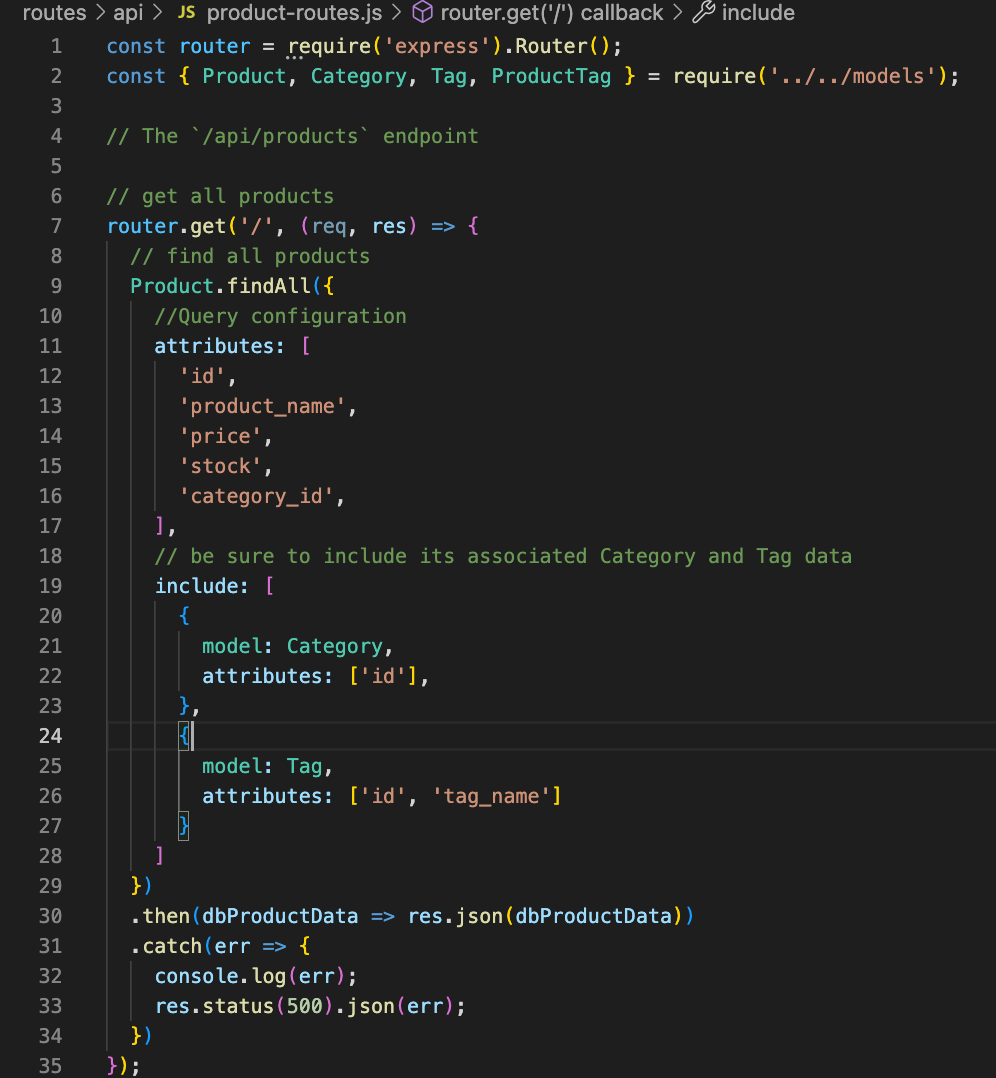 routes > api > JS product-routes.js > router.get('/') callback > include
1 const router = require('express').Router();
2 const { Product, Category, Tag, ProductTag } = require('../../models');
3
4 // The `/api/products` endpoint
5
6 // get all products
7 router.get('/', (req, res) => {
8 // find all products
9 Product.findAll({
10 //Query configuration
11 attributes: [
12 'id',
13 'product_name',
14 'price',
15 'stock',
16 'category_id',
17 ],
18 // be sure to include its associated Category and Tag data
19 include: [
20 {
21 model: Category,
22 attributes: ['id'],
23 },
24 {
25 model: Tag,
26 attributes: ['id', 'tag_name']
27 }
28 ]
29 })
30 .then(dbProductData => res.json(dbProductData))
31 .catch(err => {
32 console.log(err);
33 res.status(500).json(err);
34 })
35 });